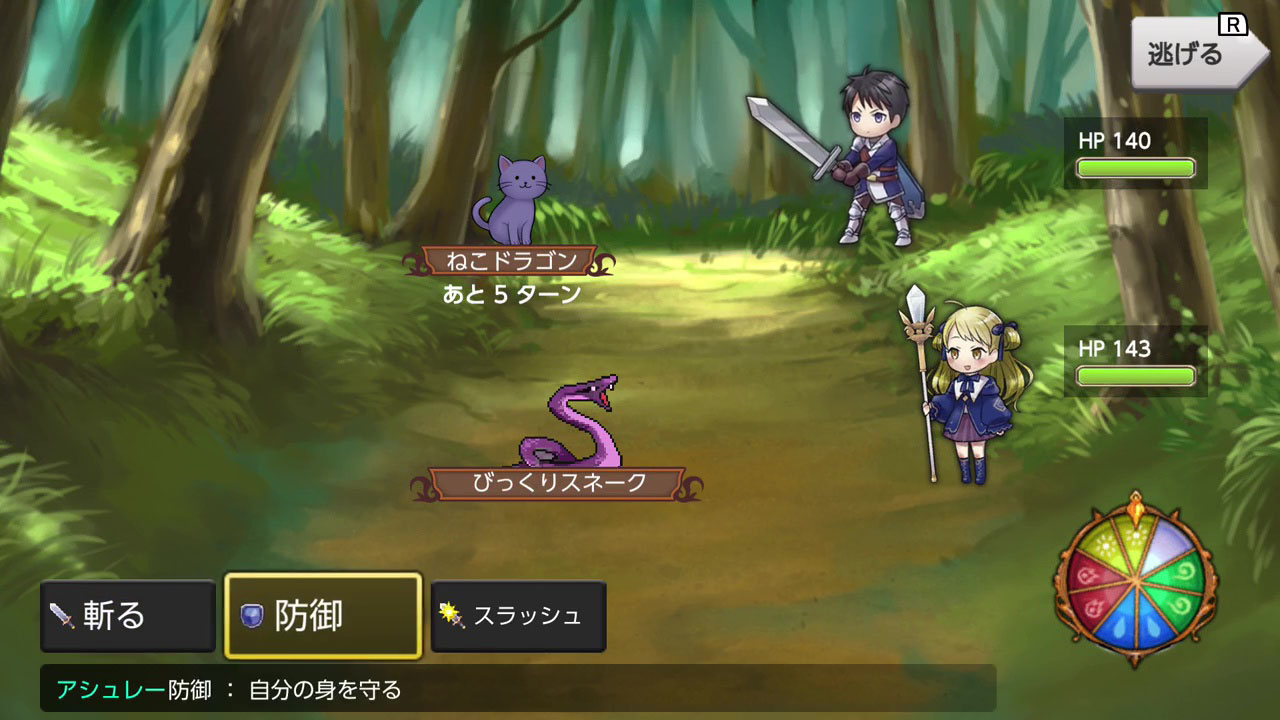 R
逃げる
HP 140
ねこドラゴン
あと 5 ターン
HP 143
びっくりスネーク
斬る
防御
スラッシュ
アシュレー防御 : 自分の身を守る